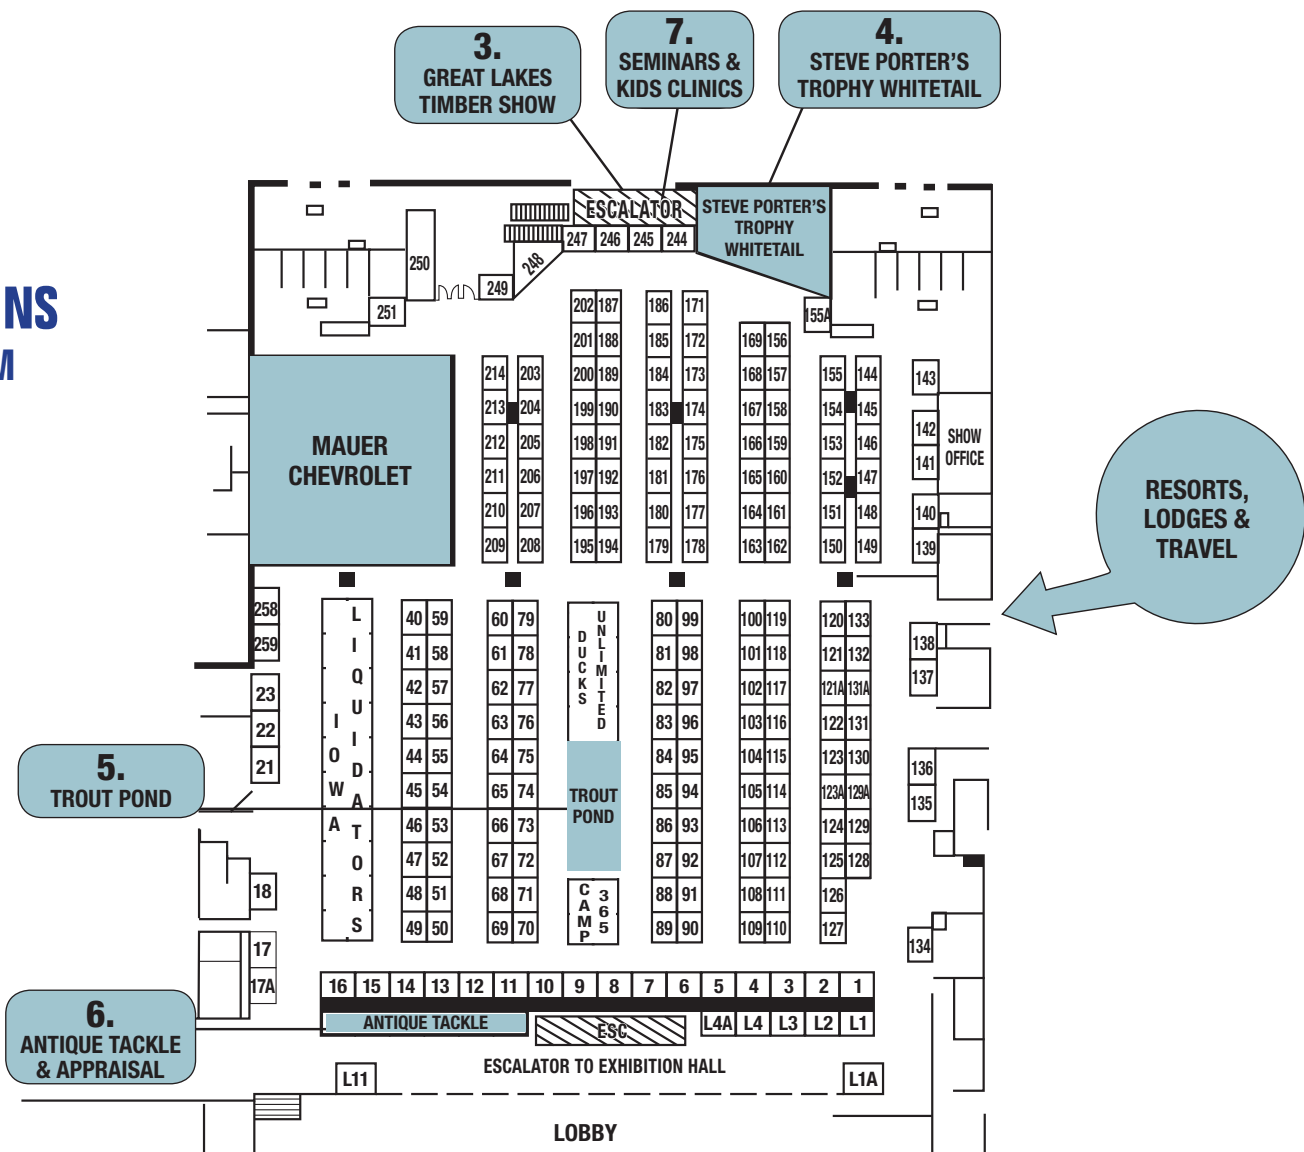 3.
GREAT LAKES
TIMBER SHOW
7.
SEMINARS &
KIDS CLINICS
4.
STEVE PORTER'S
TROPHY WHITETAIL
NS
M
ESCALATOR
STEVE PORTER'S
TROPHY
WHITETAIL
247 246 245 244
250
248
249
251
155A
202 187 186 171
201 188 185 172 169 156
214 203 200 189 184 173 168 157 155 144 143
213 204 199 190 183 174 167 158 154 145
212 205 198 191 182 175 166 159 153 146 142
211 206 197 192 181 176 165 160 152 147 141
210 207 196 193 180 177 164 161 151 148 140
209 208 195 194 179 178 163 162 150 149 139
MAUER
CHEVROLET
SHOW
OFFICE
RESORTS,
LODGES &
TRAVEL
258
259
23
22
21
18
17
17A
IOWA
LIQUIDATORS
DUCKS
UNLIMITED
40 59 60 79 80 99 100 119 120 133
41 58 61 78 81 98 101 118 121 132
42 57 62 77 82 97 102 117 121A 131A
43 56 63 76 83 96 103 116 122 131
44 55 64 75 84 95 104 115 123 130
45 54 65 74 85 94 105 114 123A 129A
46 53 66 73 86 93 106 113 124 129
47 52 67 72 87 92 107 112 125 128
48 51 68 71 88 91 108 111 126
49 50 69 70 89 90 109 110 127
138
137
136
135
134
5.
TROUT POND
TROUT
POND
CAMP
365
16 15 14 13 12 11 10 9 8 7 6 5 4 3 2 1
ANTIQUE TACKLE
ESC
L4A L4 L3 L2 L1
6.
ANTIQUE TACKLE
& APPRAISAL
ESCALATOR TO EXHIBITION HALL
L11
L1A
LOBBY